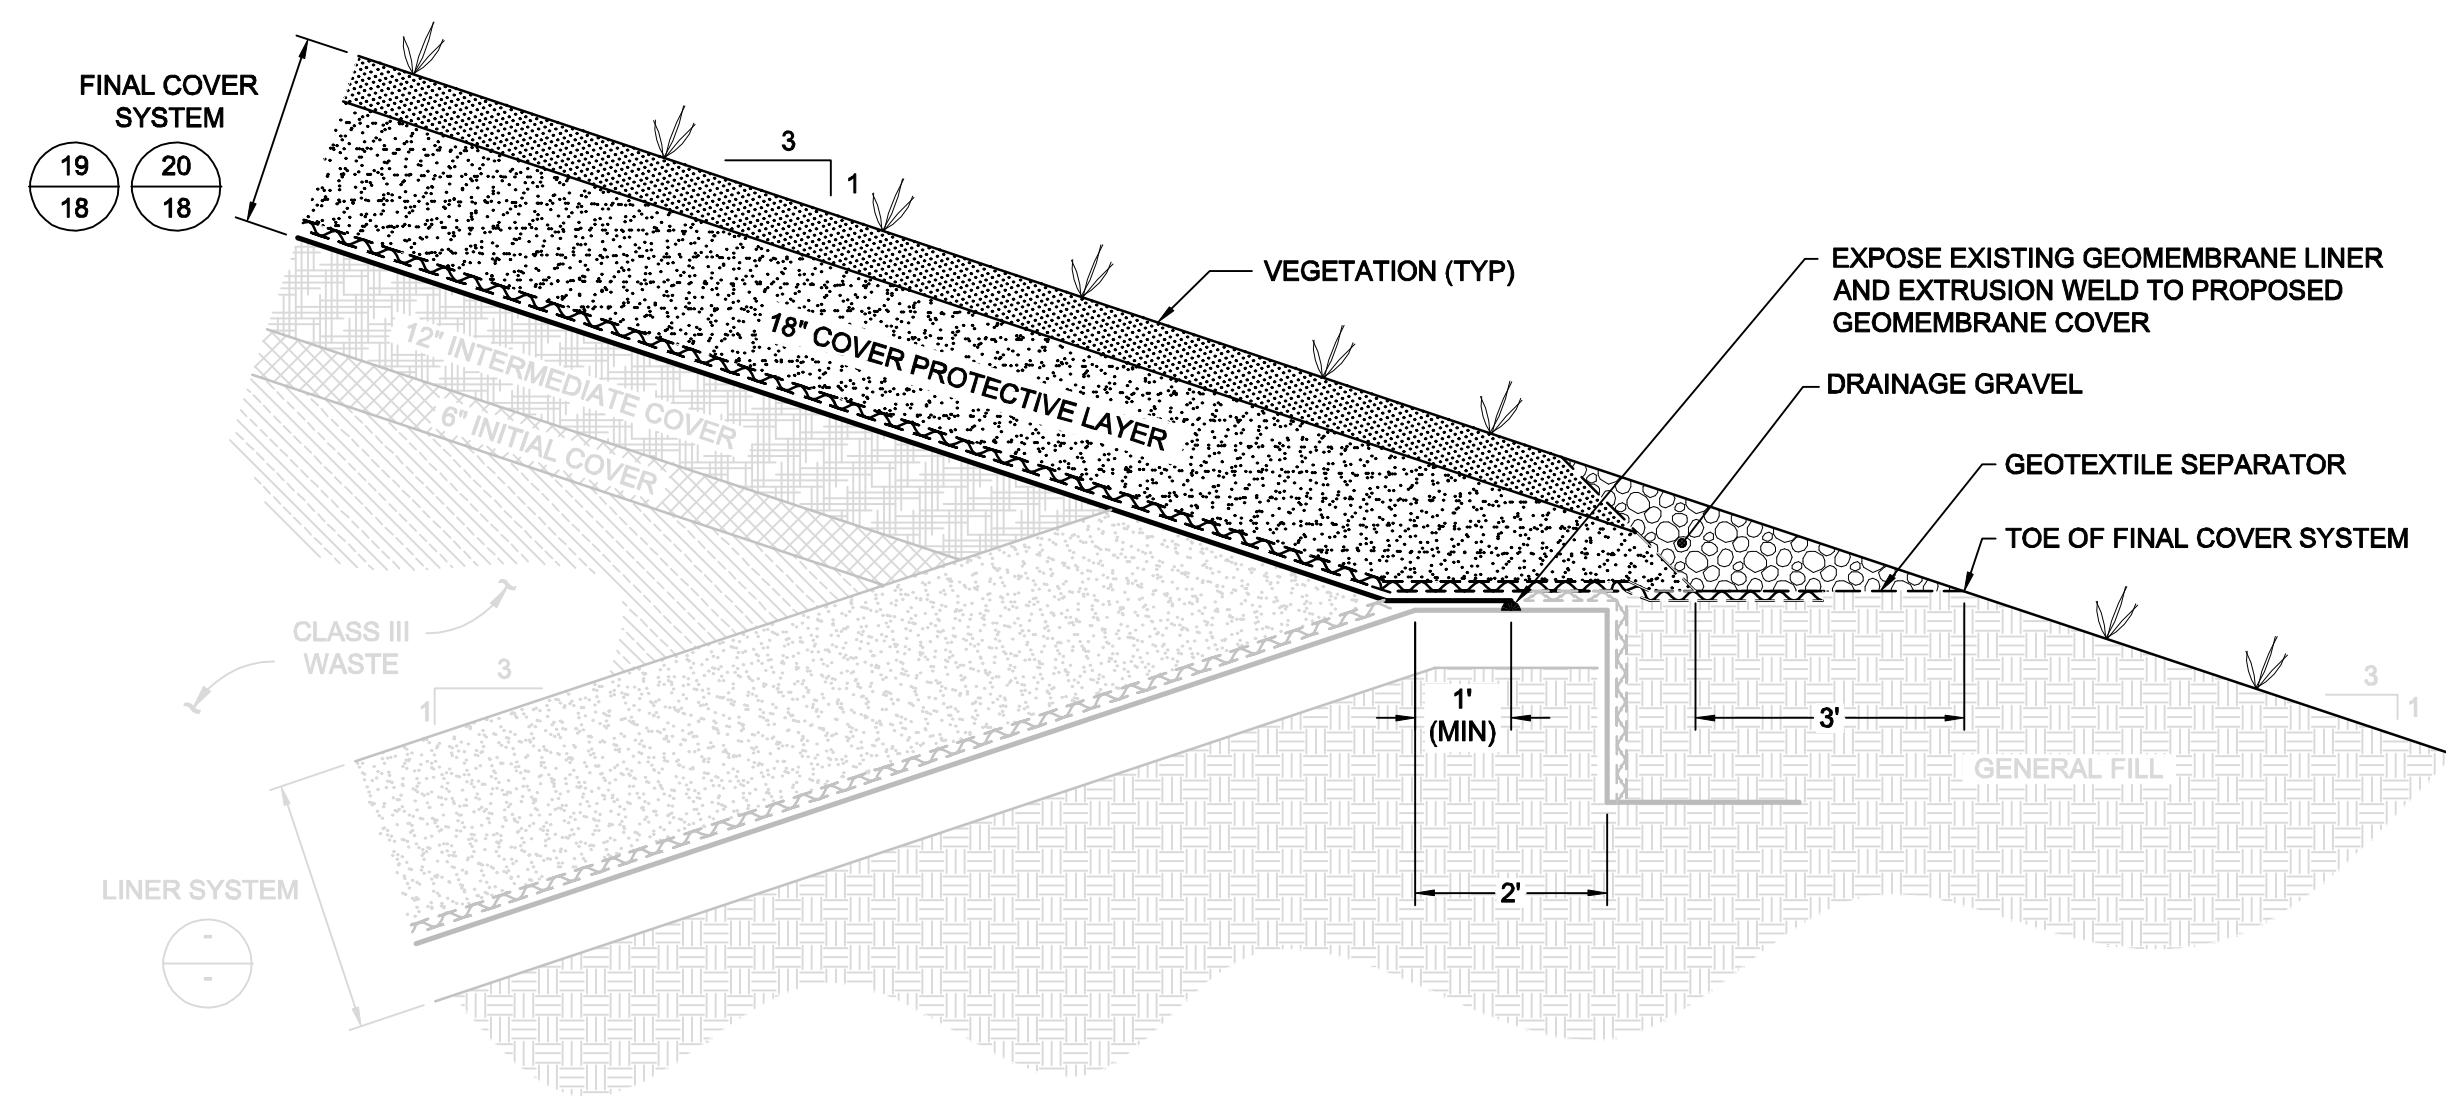 FINAL COVER
SYSTEM
19
18
20
18
3
1
VEGETATION (TYP)
EXPOSE EXISTING GEOMEMBRANE LINER
AND EXTRUSION WELD TO PROPOSED
GEOMEMBRANE COVER
DRAINAGE GRAVEL
GEOTEXTILE SEPARATOR
TOE OF FINAL COVER SYSTEM
18" COVER PROTECTIVE LAYER
12" INTERMEDIATE COVER
6" INITIAL COVER
CLASS III
WASTE
3
1
1'
(MIN)
3'
3
1
GENERAL FILL
2'
LINER SYSTEM
-
-